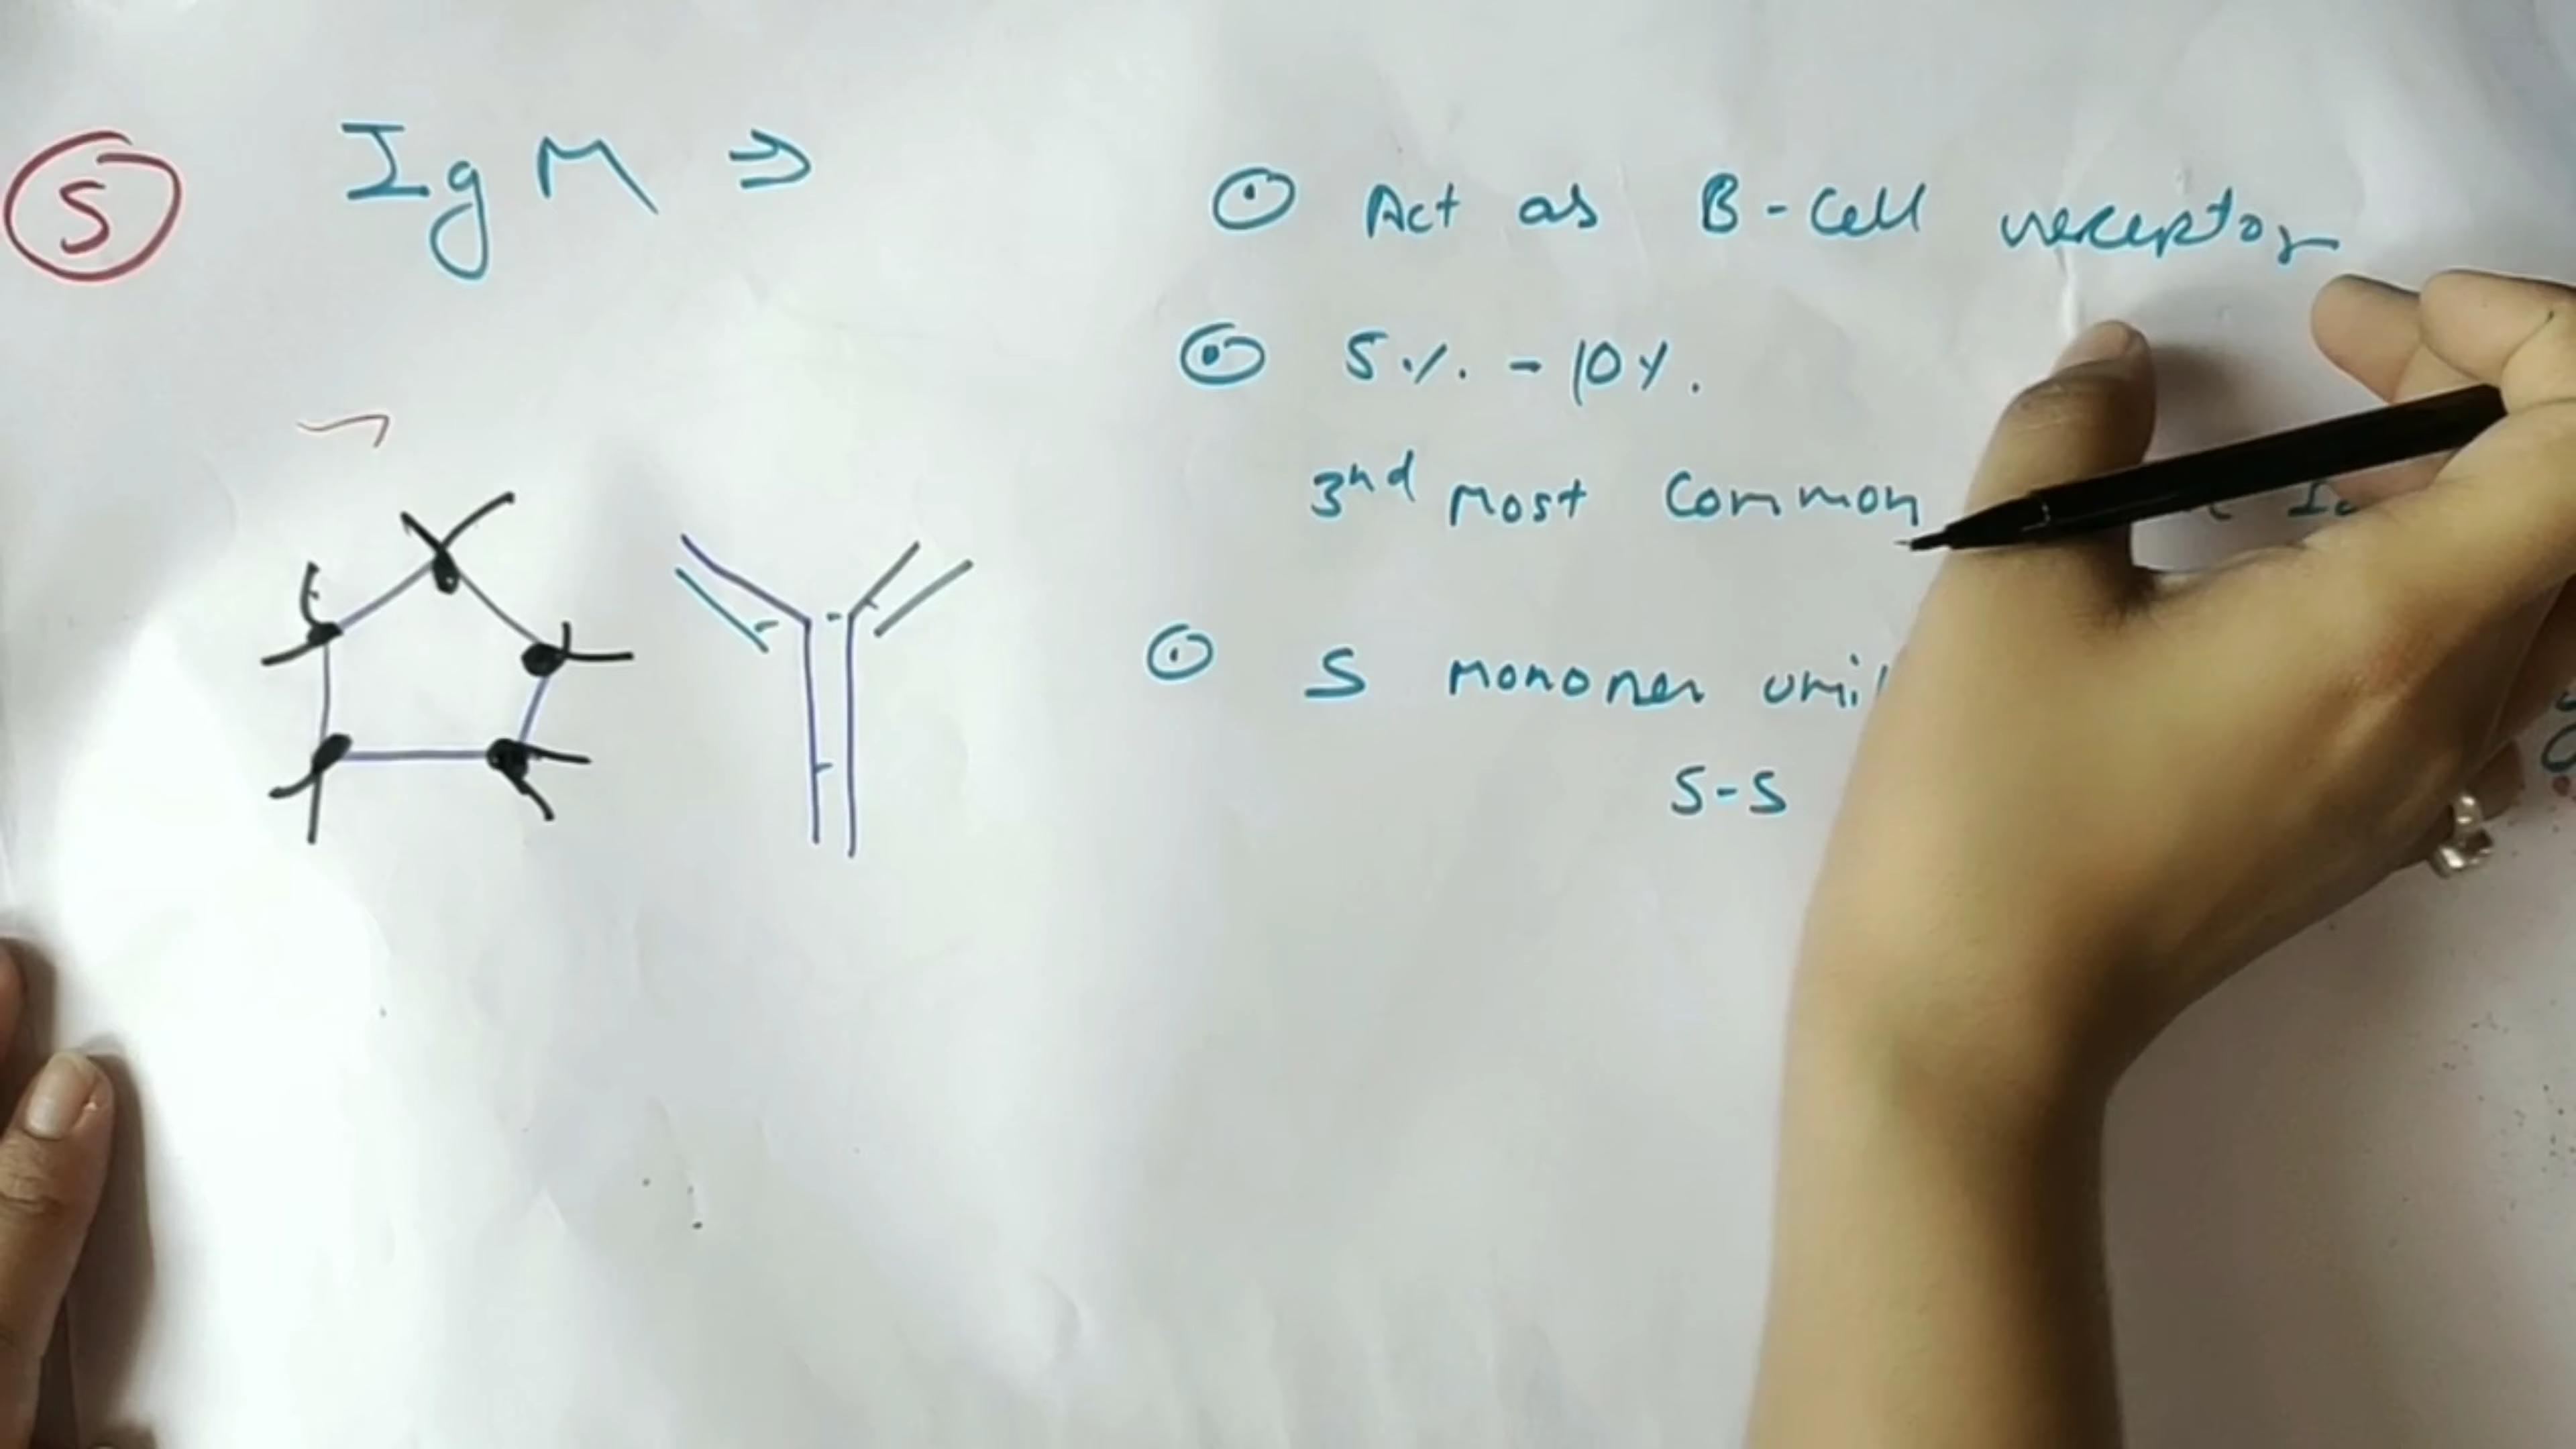 5 IgM ⇒
Act as B-Cell receptor
5% - 10%.
3rd Most Common
5 monomer
S-S